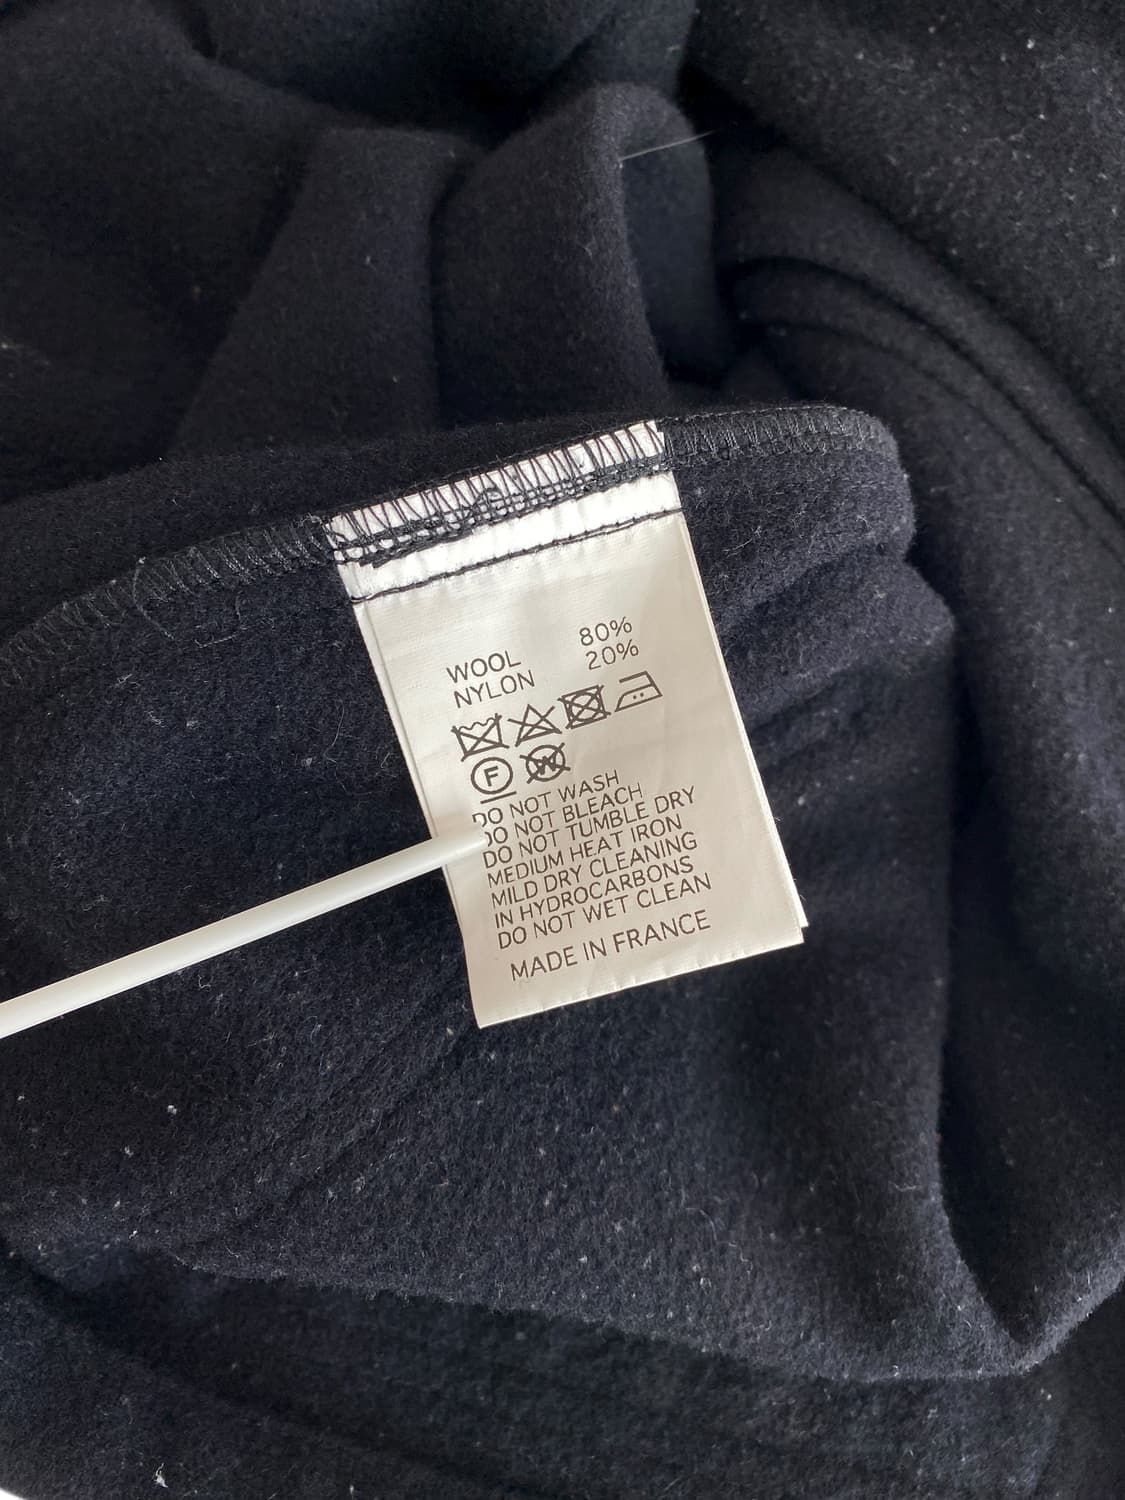 WOOL 80%
NYLON 20%
F W
DO NOT WASH
DO NOT BLEACH
DO NOT TUMBLE DRY
MEDIUM HEAT IRON
MILD DRY CLEANING
IN HYDROCARBONS
DO NOT WET CLEAN
MADE IN FRANCE